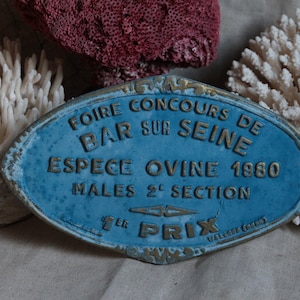 FOIRE CONCOURS DE
BAR SUR SEINE
ESPECE OVINE 1980
MALES 2E SECTION
1ER PRIX